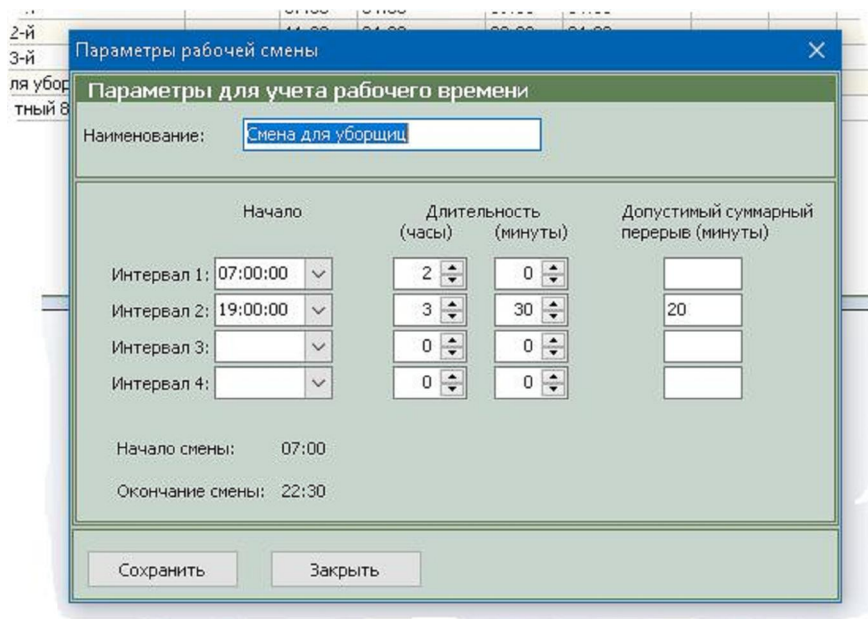 2-й
3-й
ля убор
тный 8
Параметры рабочей смены
Параметры для учета рабочего времени
Наименование: Смена для уборщиц
Начало Длительность Допустимый суммарный
(часы) (минуты) перерыв (минуты)
Интервал 1: 07:00:00 2 0
Интервал 2: 19:00:00 3 30 20
Интервал 3: 0 0
Интервал 4: 0 0
Начало смены: 07:00
Окончание смены: 22:30
Сохранить Закрыть